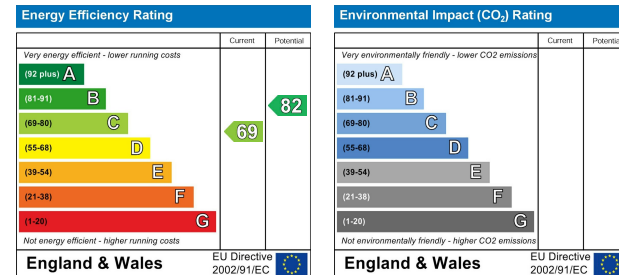 Energy Efficiency Rating
Current Potential
Very energy efficient - lower running costs
(92 plus) A
(81-91) B
82
(69-80) C
69
(55-68) D
(39-54) E
(21-38) F
(1-20) G
Not energy efficient - higher running costs
England & Wales
EU Directive
2002/91/EC
Environmental Impact (CO₂) Rating
Current Potential
Very environmentally friendly - lower CO2 emissions
(92 plus) A
(81-91) B
(69-80) C
(55-68) D
(39-54) E
(21-38) F
(1-20) G
Not environmentally friendly - higher CO2 emissions
England & Wales
EU Directive
2002/91/EC